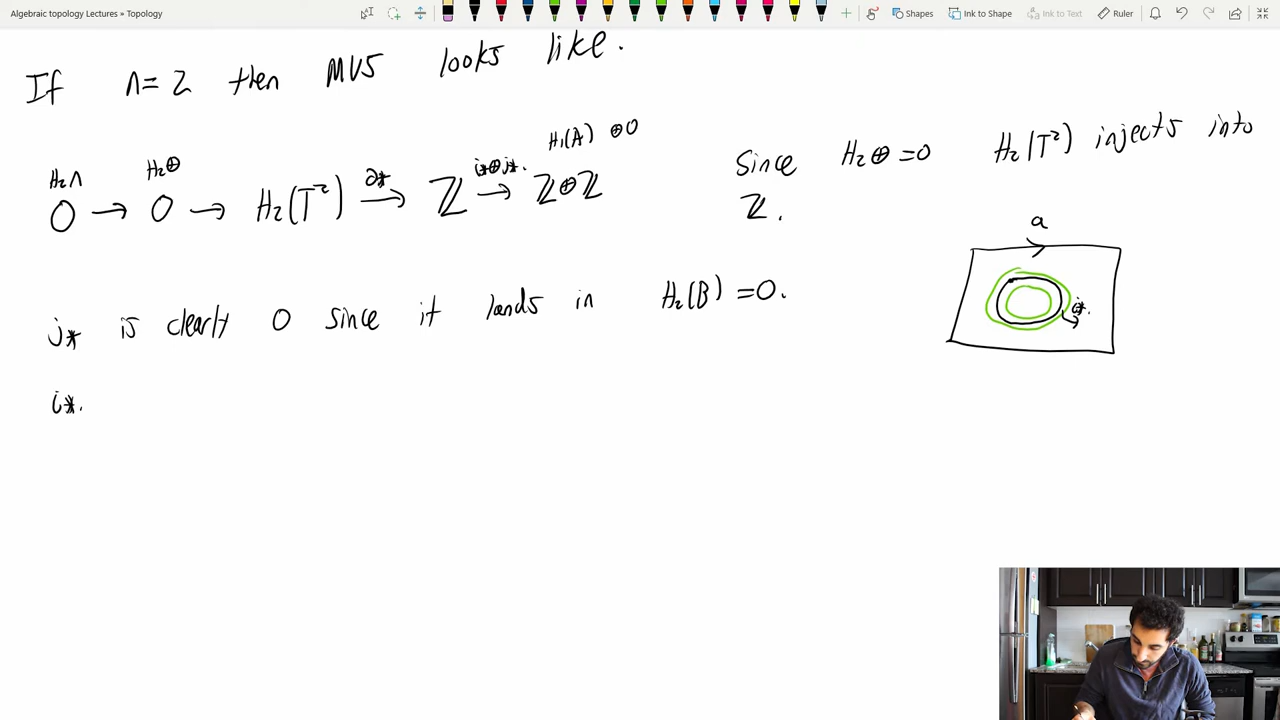 Algebraic topology Lectures - Topology
Shapes Ink to Shape Ink to Text Ruler
If n=2 then MVS looks like.
H₁(A) ⊕0
H₂∩ H₂⊕ ∂* i*⊕j*.
0 → 0 → H₂(T²) → ℤ → ℤ⊕ℤ
Since H₂⊕=0 H₂(T²) injects into
ℤ.
a
j* is clearly 0 since it lands in H₂(B) =0.
i*.